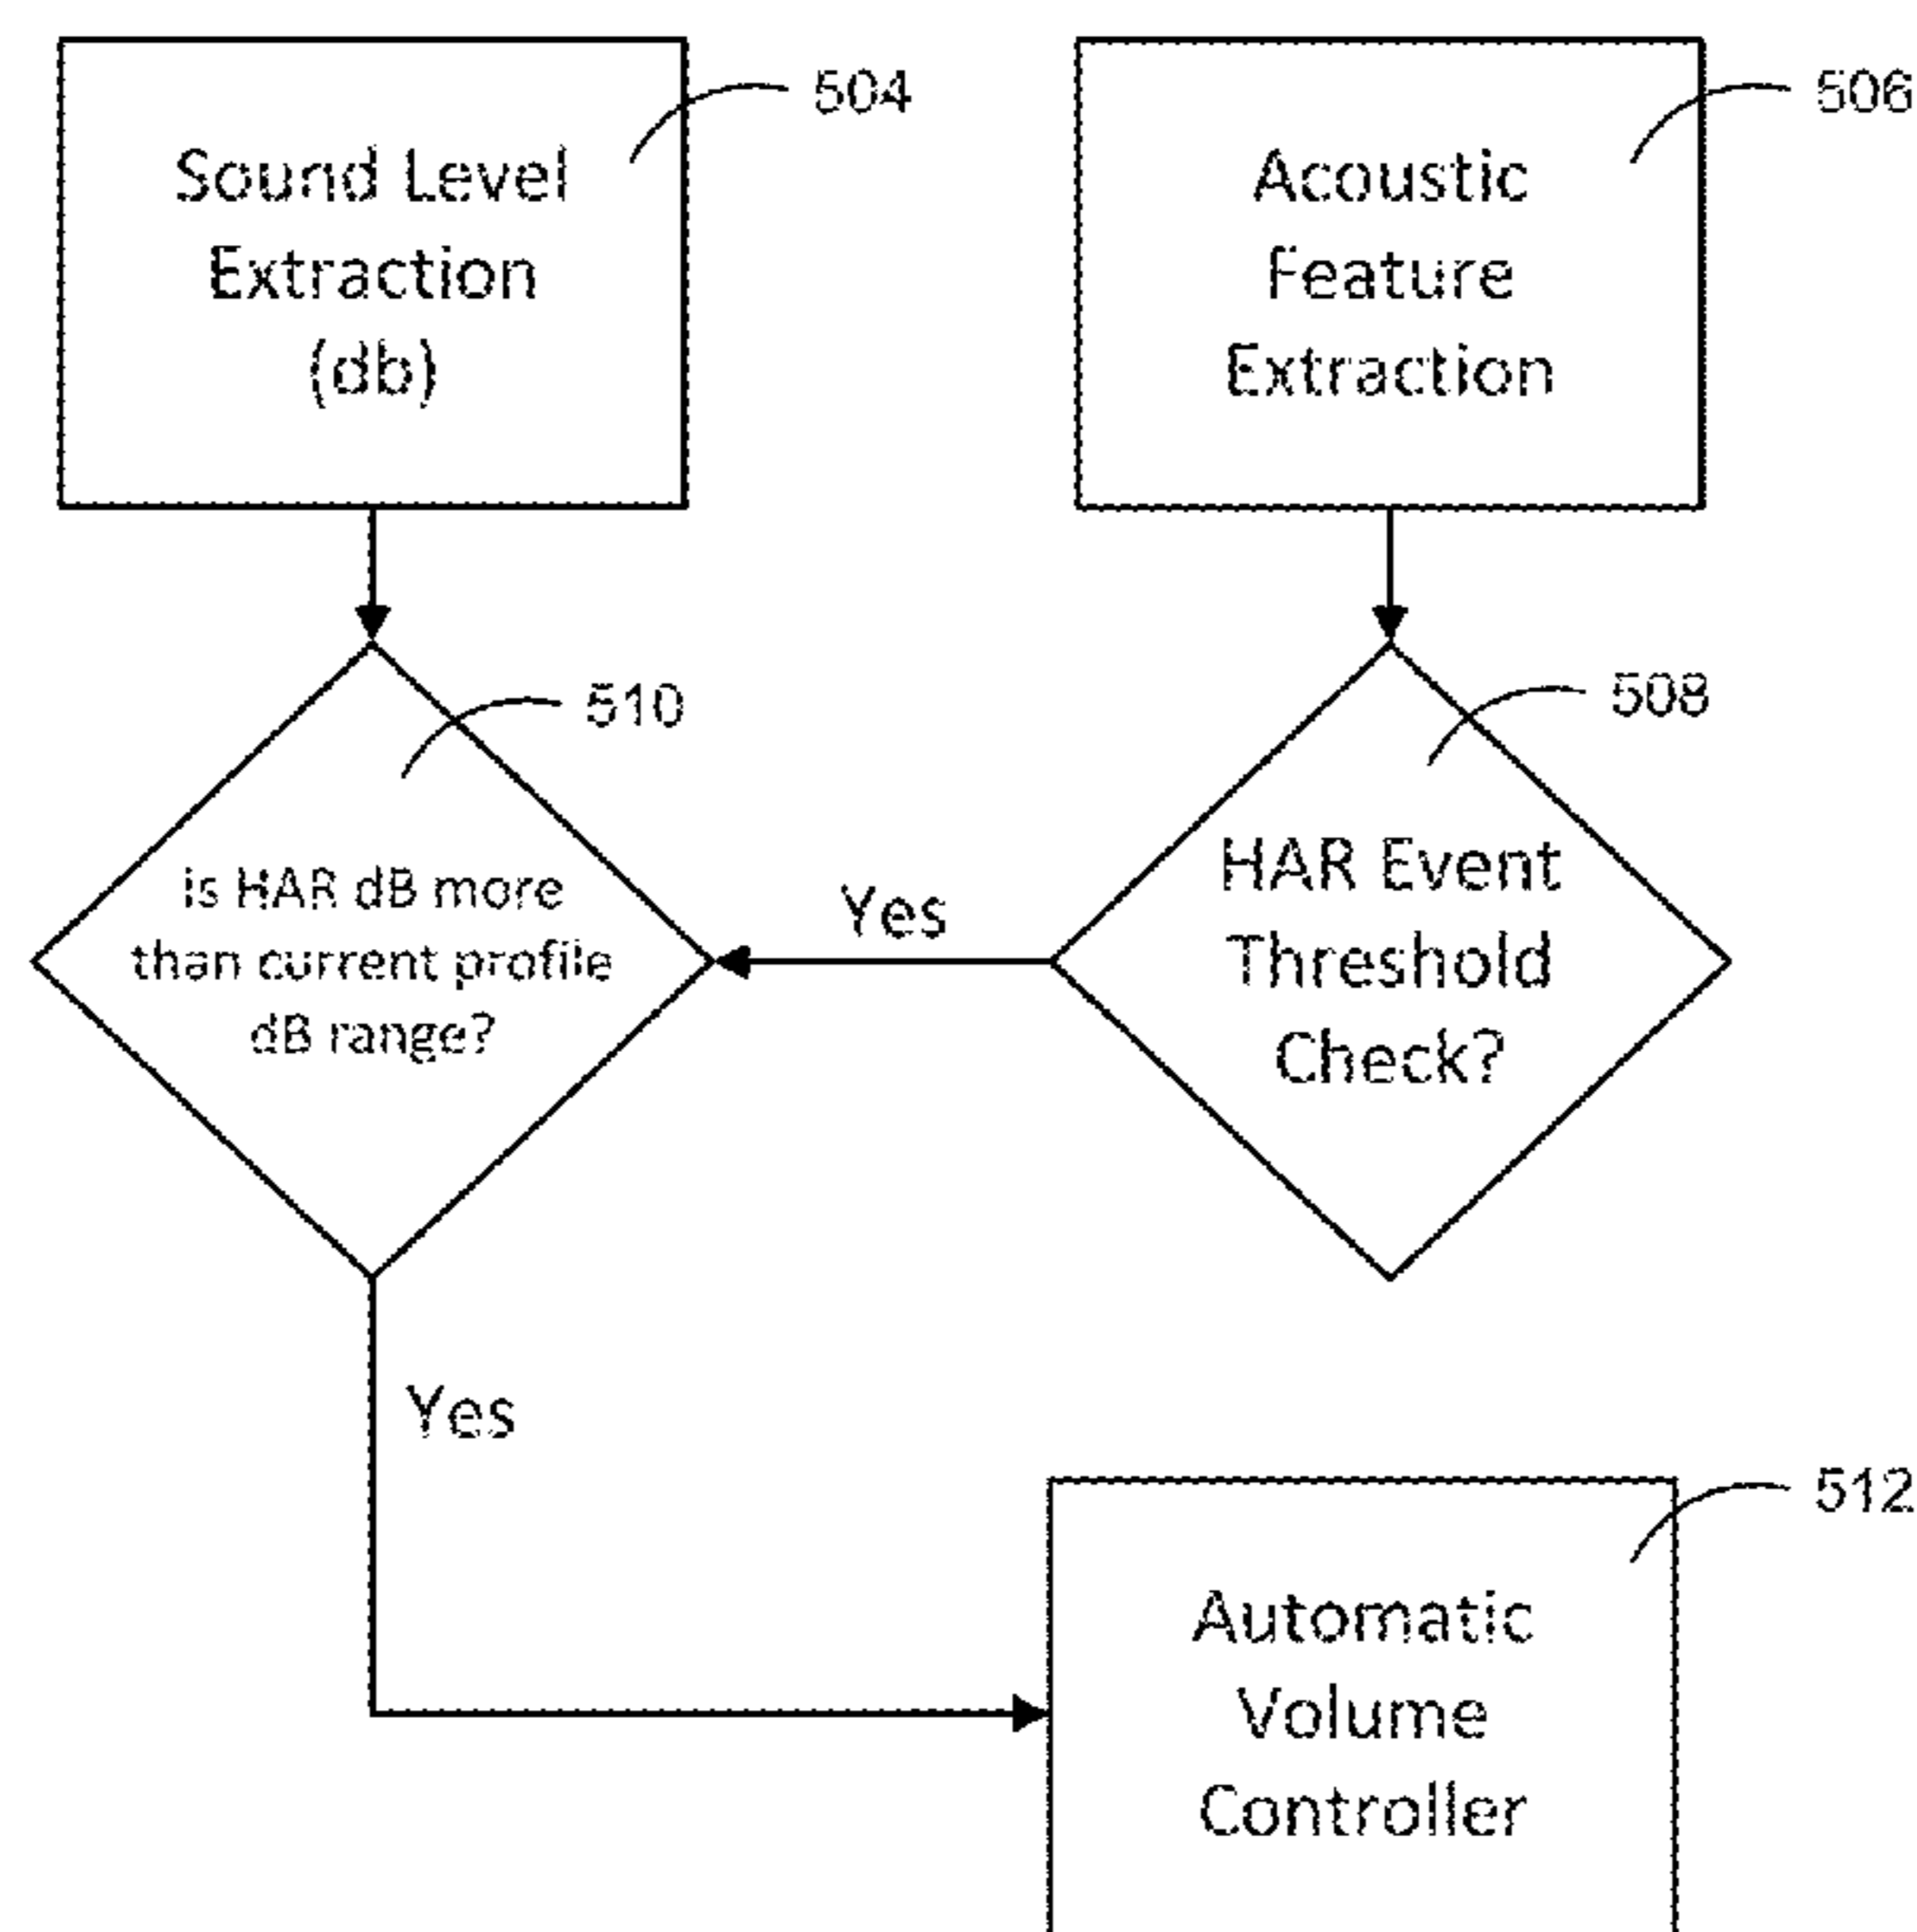 504
Sound Level
Extraction
(db)
506
Acoustic
Feature
Extraction
510
is HAR dB more
than current profile
dB range?
Yes
508
HAR Event
Threshold
Check?
Yes
512
Automatic
Volume
Controller